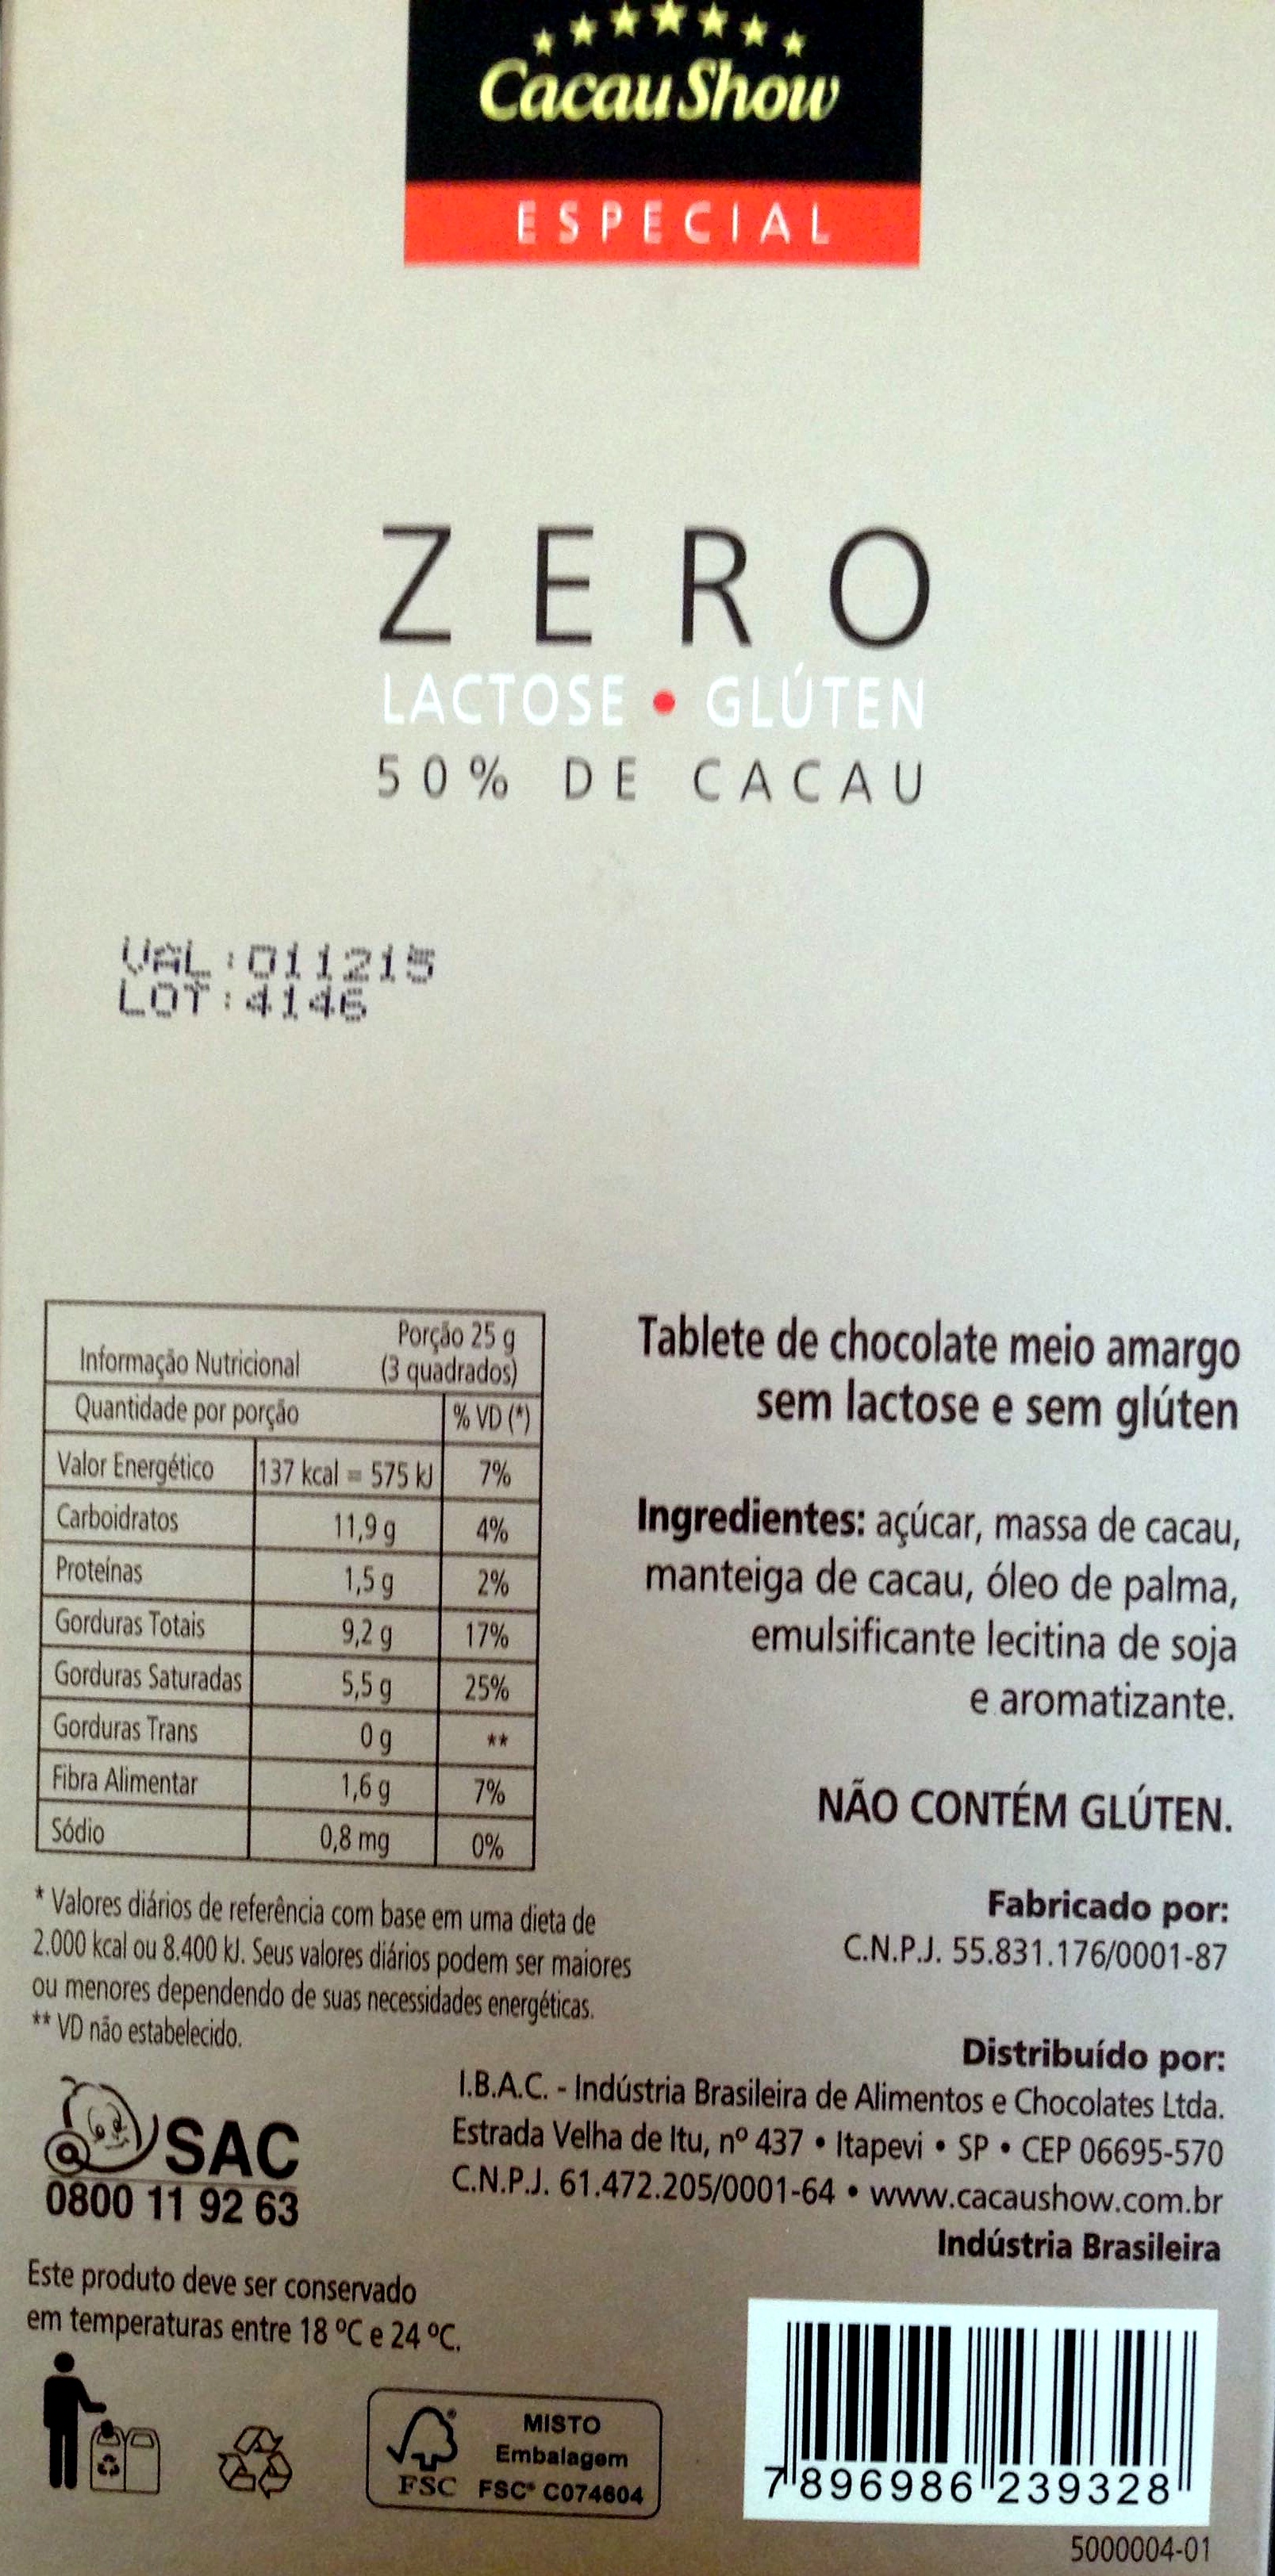 Cacau Show
ESPECIAL
ZERO
LACTOSE • GLÚTEN
50% DE CACAU
VAL:011215
LOT:4146
Informação Nutricional Porção 25 g (3 quadrados)
Quantidade por porção % VD (*)
Valor Energético 137 kcal = 575 kJ 7%
Carboidratos 11,9 g 4%
Proteínas 1,5 g 2%
Gorduras Totais 9,2 g 17%
Gorduras Saturadas 5,5 g 25%
Gorduras Trans 0 g **
Fibra Alimentar 1,6 g 7%
Sódio 0,8 mg 0%
* Valores diários de referência com base em uma dieta de
2.000 kcal ou 8.400 kJ. Seus valores diários podem ser maiores
ou menores dependendo de suas necessidades energéticas.
** VD não estabelecido.
SAC
0800 11 92 63
Este produto deve ser conservado
em temperaturas entre 18 ºC e 24 ºC.
Tablete de chocolate meio amargo
sem lactose e sem glúten
Ingredientes: açúcar, massa de cacau,
manteiga de cacau, óleo de palma,
emulsificante lecitina de soja
e aromatizante.
NÃO CONTÉM GLÚTEN.
Fabricado por:
C.N.P.J. 55.831.176/0001-87
Distribuído por:
I.B.A.C. - Indústria Brasileira de Alimentos e Chocolates Ltda.
Estrada Velha de Itu, nº 437 • Itapevi • SP • CEP 06695-570
C.N.P.J. 61.472.205/0001-64 • www.cacaushow.com.br
Indústria Brasileira
MISTO
Embalagem
FSC FSC® C074604
7 896986 239328
5000004-01